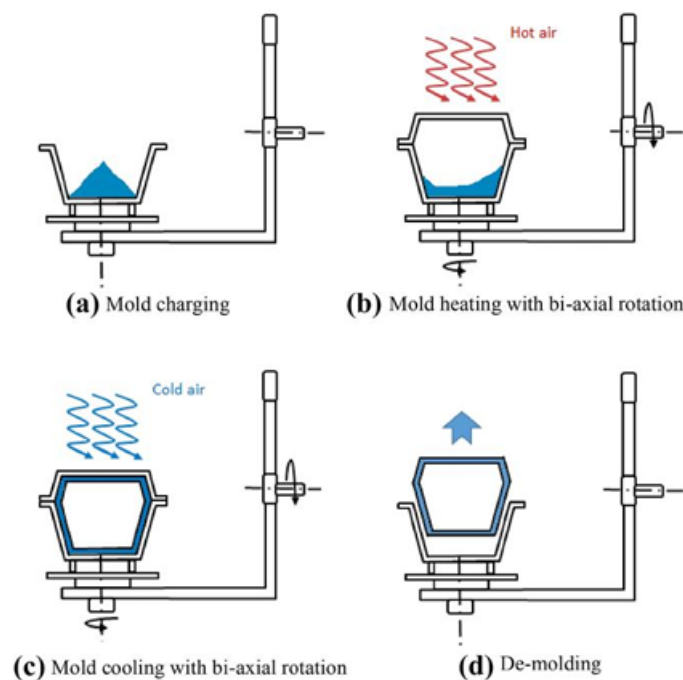 Hot air
(a) Mold charging
(b) Mold heating with bi-axial rotation
Cold air
(c) Mold cooling with bi-axial rotation
(d) De-molding